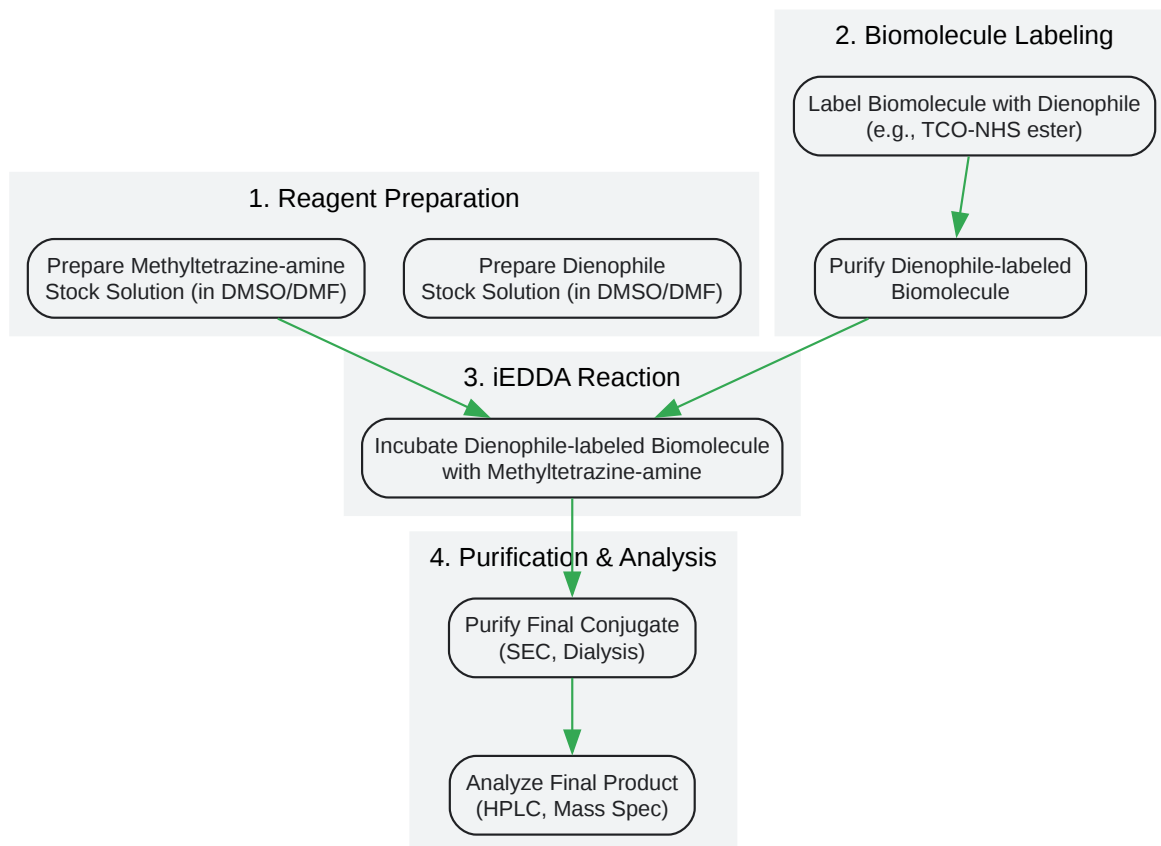 2. Biomolecule Labeling
Label Biomolecule with Dienophile
(e.g., TCO-NHS ester)
1. Reagent Preparation
Prepare Methyltetrazine-amine
Stock Solution (in DMSO/DMF)
Prepare Dienophile
Stock Solution (in DMSO/DMF)
Purify Dienophile-labeled
Biomolecule
3. iEDDA Reaction
Incubate Dienophile-labeled Biomolecule
with Methyltetrazine-amine
4. Purification & Analysis
Purify Final Conjugate
(SEC, Dialysis)
Analyze Final Product
(HPLC, Mass Spec)